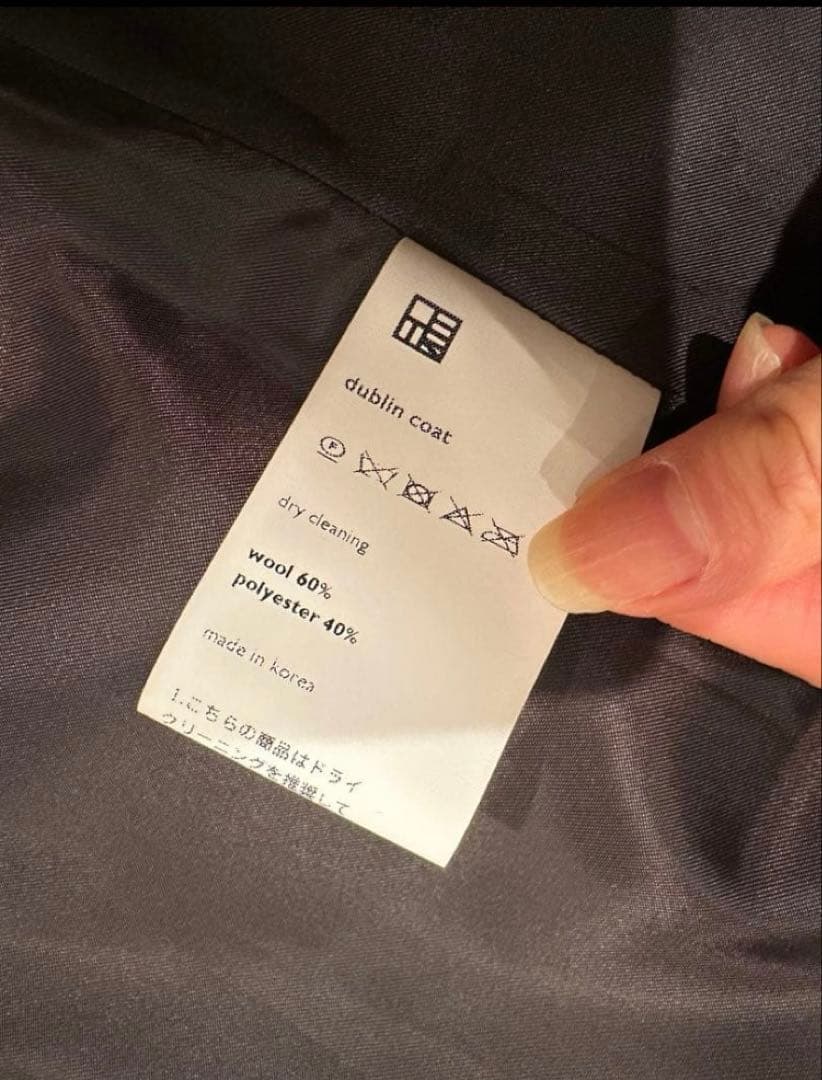 dublin coat
F
dry cleaning
wool 60%
polyester 40%
made in korea
1.こちらの商品はドライ
クリーニングを推奨して